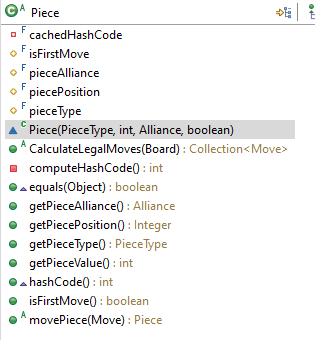 Piece
cachedHashCode
isFirstMove
pieceAlliance
piecePosition
pieceType
Piece(PieceType, int, Alliance, boolean)
CalculateLegalMoves(Board) : Collection<Move>
computeHashCode() : int
equals(Object) : boolean
getPieceAlliance() : Alliance
getPiecePosition() : Integer
getPieceType() : PieceType
getPieceValue() : int
hashCode() : int
isFirstMove() : boolean
movePiece(Move) : Piece